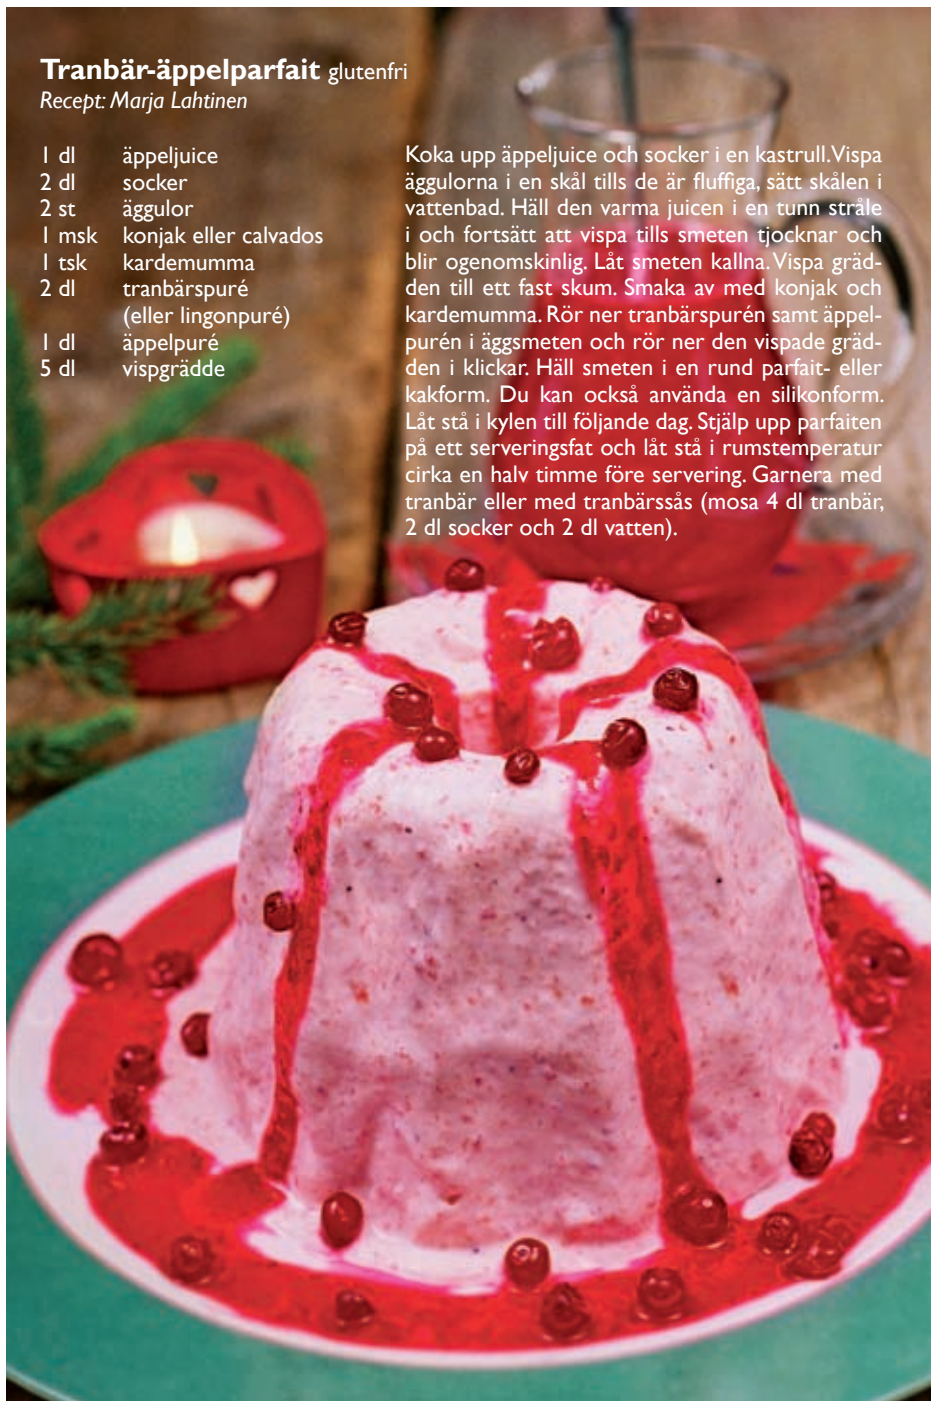 Tranbär-äppelparfait glutenfri
Recept: Marja Lahtinen
1 dl äppeljuice
2 dl socker
2 st äggulor
1 msk konjak eller calvados
1 tsk kardemumma
2 dl tranbärspuré
(eller lingonpuré)
1 dl äppelpuré
5 dl vispgrädde
Koka upp äppeljuice och socker i en kastrull. Vispa
äggulorna i en skål tills de är fluffiga, sätt skålen i
vattenbad. Häll den varma juicen i en tunn stråle
i och fortsätt att vispa tills smeten tjocknar och
blir ogenomskinlig. Låt smeten kallna. Vispa gräd-
den till ett fast skum. Smaka av med konjak och
kardemumma. Rör ner tranbärspurén samt äppel-
purén i äggsmeten och rör ner den vispade gräd-
den i klickar. Häll smeten i en rund parfait- eller
kakform. Du kan också använda en silikonform.
Låt stå i kylen till följande dag. Stjälp upp parfaiten
på ett serveringsfat och låt stå i rumstemperatur
cirka en halv timme före servering. Garnera med
tranbär eller med tranbärssås (mosa 4 dl tranbär,
2 dl socker och 2 dl vatten).